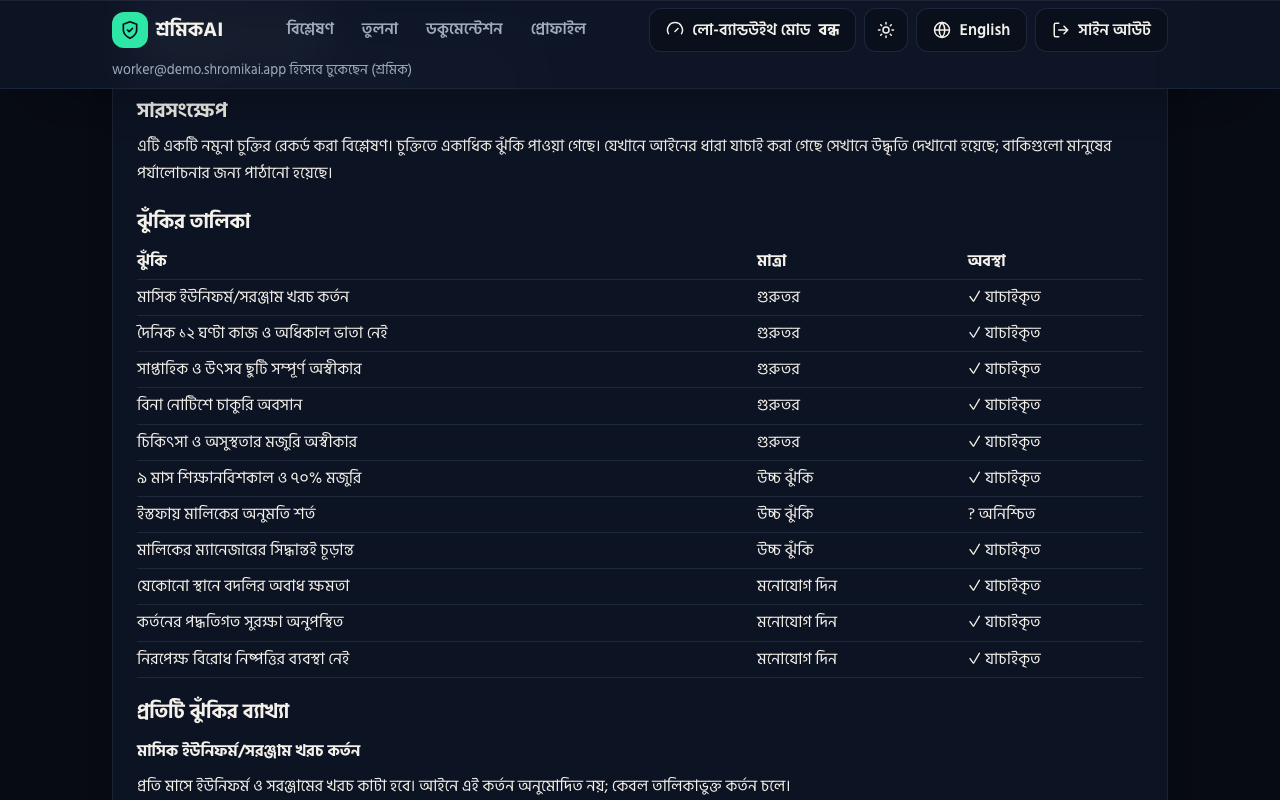 শ্রমিকAI
বিশ্লেষণ
তুলনা
ডকুমেন্টেশন
প্রোফাইল
লো-ব্যান্ডউইথ মোড বন্ধ
English
সাইন আউট
worker@demo.shromikai.app হিসেবে ঢুকেছেন (শ্রমিক)
সারসংক্ষেপ
এটি একটি নমুনা চুক্তির রেকর্ড করা বিশ্লেষণ। চুক্তিতে একাধিক ঝুঁকি পাওয়া গেছে। যেখানে আইনের ধারা যাচাই করা গেছে সেখানে উদ্ধৃতি দেখানো হয়েছে; বাকিগুলো মানুষের
পর্যালোচনার জন্য পাঠানো হয়েছে।
ঝুঁকির তালিকা
ঝুঁকি মাত্রা অবস্থা
মাসিক ইউনিফর্ম/সরঞ্জাম খরচ কর্তন গুরুতর ✓ যাচাইকৃত
দৈনিক ১২ ঘণ্টা কাজ ও অধিকাল ভাতা নেই গুরুতর ✓ যাচাইকৃত
সাপ্তাহিক ও উৎসব ছুটি সম্পূর্ণ অস্বীকার গুরুতর ✓ যাচাইকৃত
বিনা নোটিশে চাকুরি অবসান গুরুতর ✓ যাচাইকৃত
চিকিৎসা ও অসুস্থতার মজুরি অস্বীকার গুরুতর ✓ যাচাইকৃত
৯ মাস শিক্ষানবিশকাল ও ৭০% মজুরি উচ্চ ঝুঁকি ✓ যাচাইকৃত
ইস্তফায় মালিকের অনুমতি শর্ত উচ্চ ঝুঁকি ? অনিশ্চিত
মালিকের ম্যানেজারের সিদ্ধান্তই চূড়ান্ত উচ্চ ঝুঁকি ✓ যাচাইকৃত
যেকোনো স্থানে বদলির অবাধ ক্ষমতা মনোযোগ দিন ✓ যাচাইকৃত
কর্তনের পদ্ধতিগত সুরক্ষা অনুপস্থিত মনোযোগ দিন ✓ যাচাইকৃত
নিরপেক্ষ বিরোধ নিষ্পত্তির ব্যবস্থা নেই মনোযোগ দিন ✓ যাচাইকৃত
প্রতিটি ঝুঁকির ব্যাখ্যা
মাসিক ইউনিফর্ম/সরঞ্জাম খরচ কর্তন
প্রতি মাসে ইউনিফর্ম ও সরঞ্জামের খরচ কাটা হবে। আইনে এই কর্তন অনুমোদিত নয়; কেবল তালিকাভুক্ত কর্তন চলে।